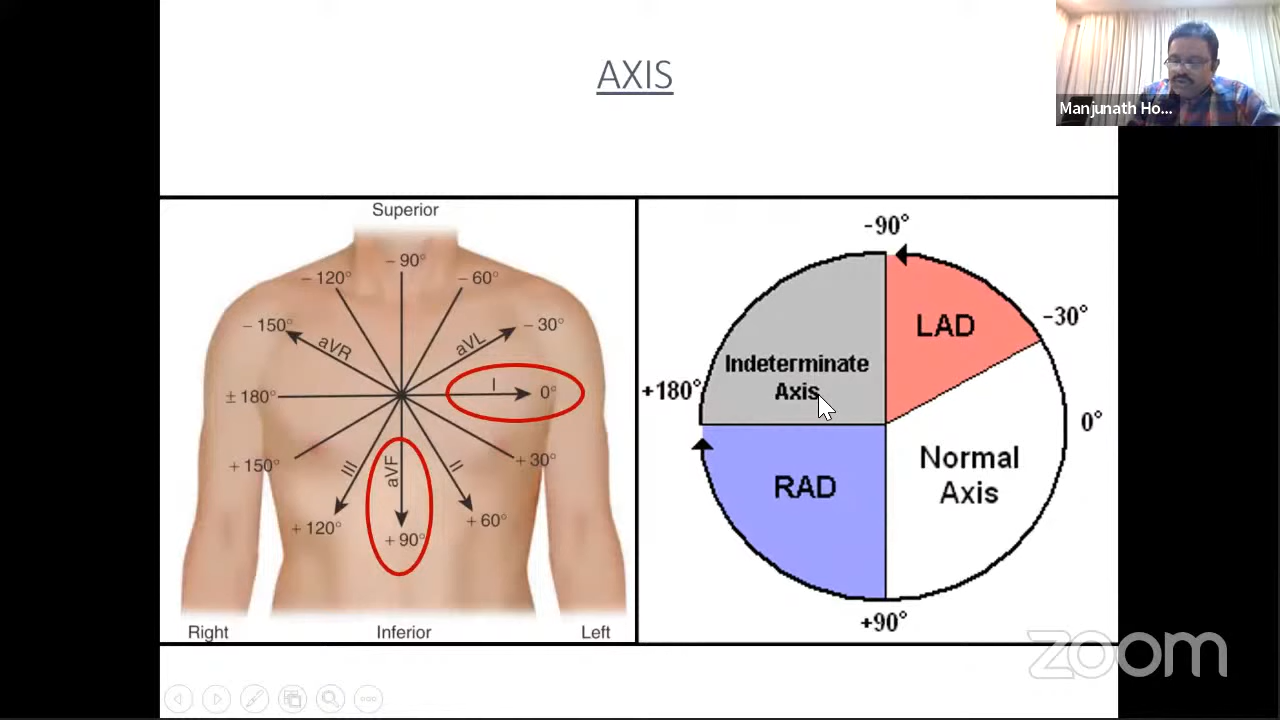 AXIS
Manjunath Ho...
Superior
- 90°
- 120°
- 60°
- 150°
- 30°
aVR
aVL
± 180°
I
0°
+ 150°
+ 30°
III
aVF
II
+ 120°
+ 60°
+ 90°
Right
Inferior
Left
-90°
LAD
-30°
Indeterminate
Axis
+180°
0°
Normal
Axis
RAD
+90°
zoom